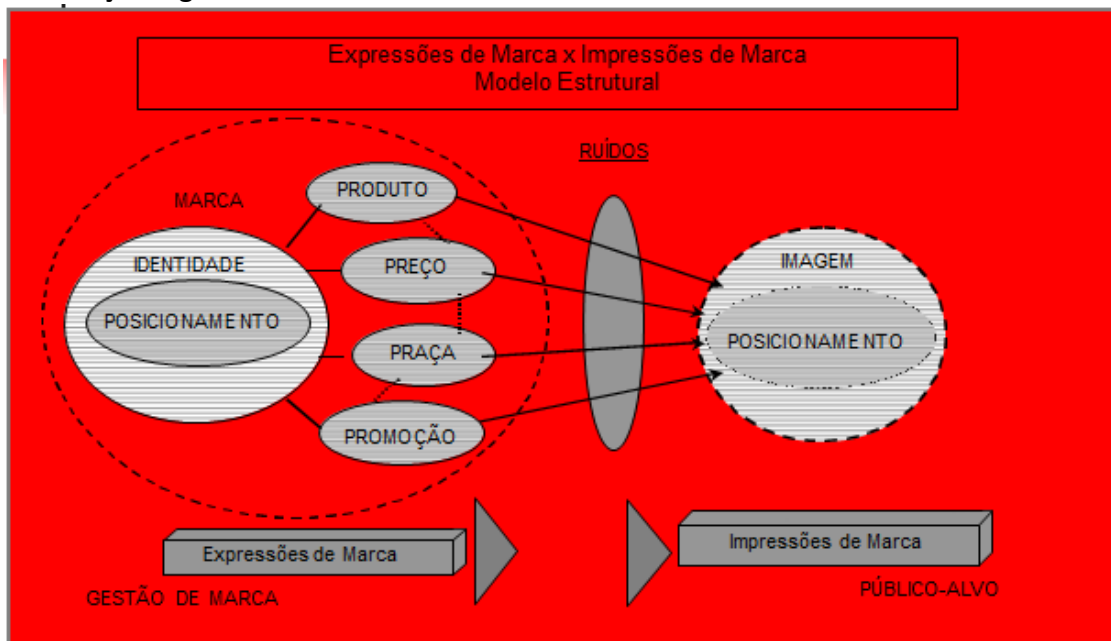 Expressões de Marca x Impressões de Marca
Modelo Estrutural
RUÍDOS
MARCA
PRODUTO
IDENTIDADE
PREÇO
IMAGEM
POSICIONAMENTO
POSICIONAMENTO
PRAÇA
PROMOÇÃO
Expressões de Marca
Impressões de Marca
GESTÃO DE MARCA
PÚBLICO-ALVO